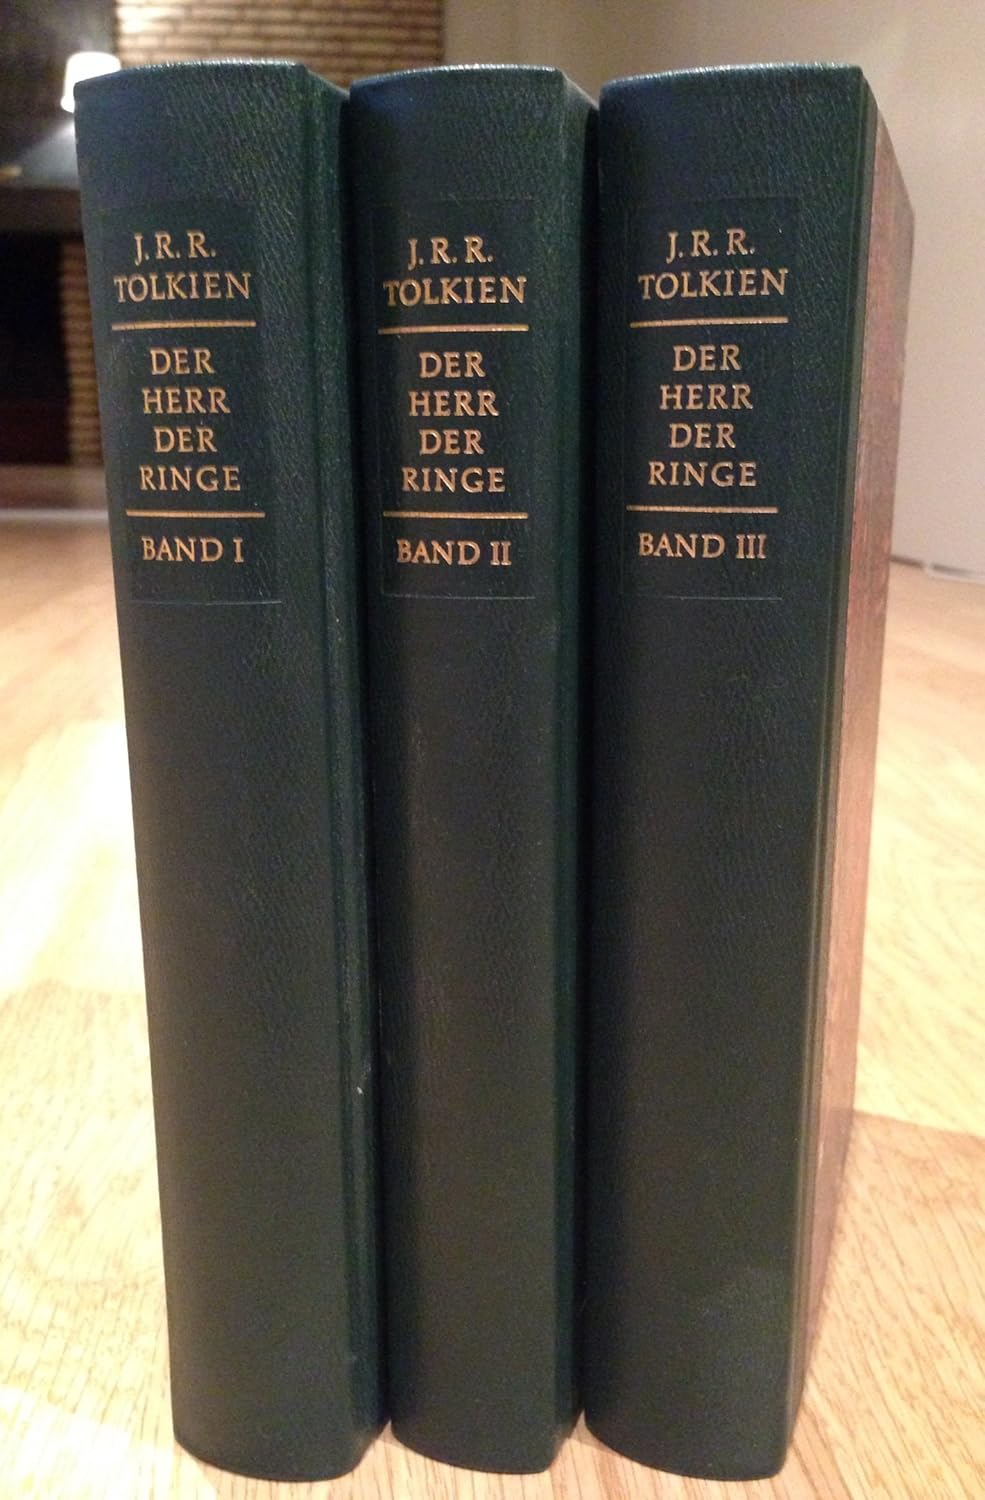 J. R. R.
TOLKIEN
DER
HERR
DER
RINGE
BAND I
J. R. R.
TOLKIEN
DER
HERR
DER
RINGE
BAND II
J. R. R.
TOLKIEN
DER
HERR
DER
RINGE
BAND III